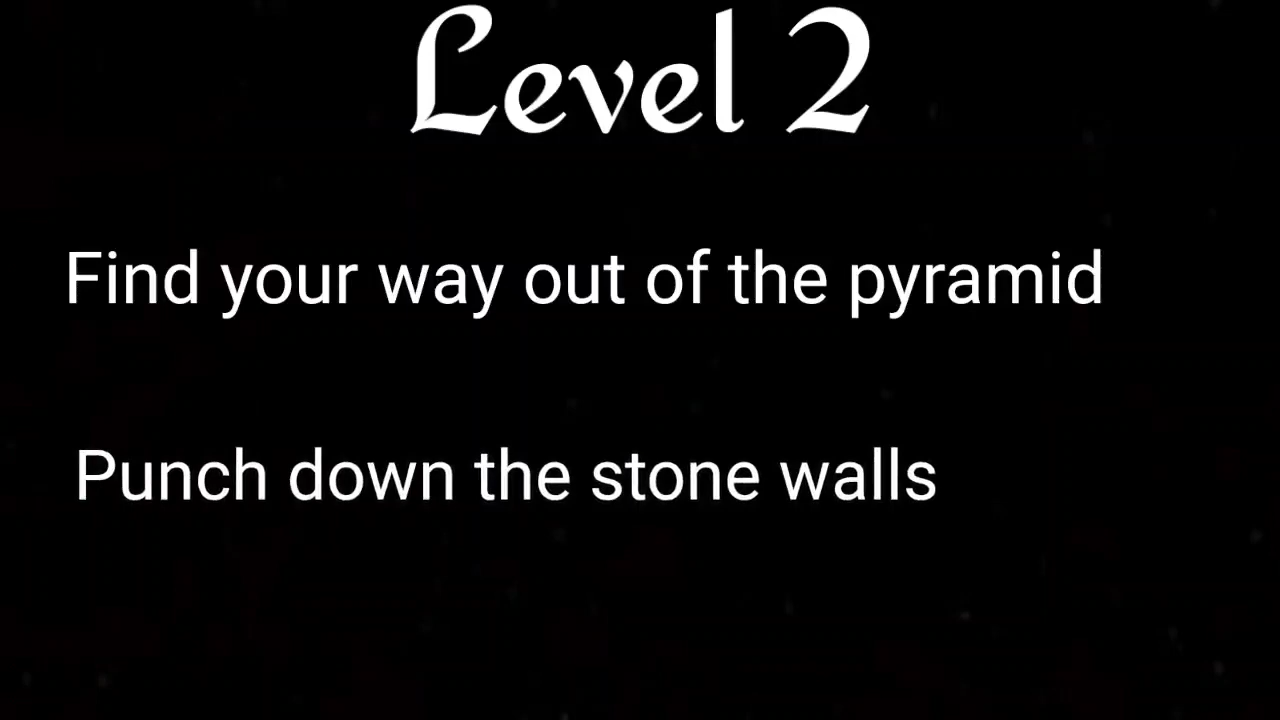 Level 2
Find your way out of the pyramid
Punch down the stone walls